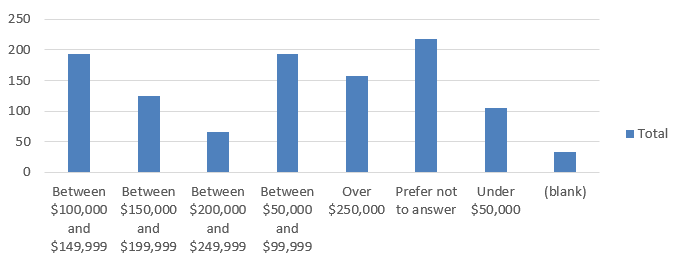 250
200
150
100
50
0
Total
Between
$100,000
and
$149,999
Between
$150,000
and
$199,999
Between
$200,000
and
$249,999
Between
$50,000
and
$99,999
Over
$250,000
Prefer not
to answer
Under
$50,000
(blank)